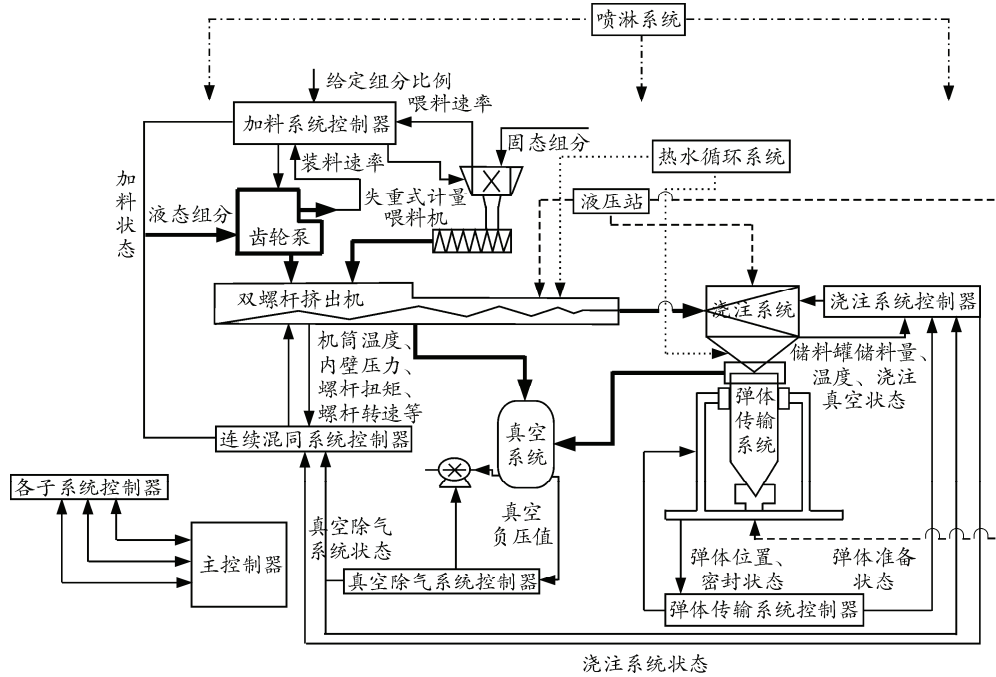 喷淋系统
给定组分比例
喂料速率
加料系统控制器
固态组分
热水循环系统
装料速率
加料状态
失重式计量
喂料机
液压站
液态组分
齿轮泵
双螺杆挤出机
浇注系统
浇注系统控制器
机筒温度、
内壁压力、
螺杆扭矩、
螺杆转速等
储料罐储料量、
温度、浇注
真空状态
弹体
传输
系统
连续混同系统控制器
真空
系统
各子系统控制器
真空除气
系统状态
真空
负压值
主控制器
弹体位置、
密封状态
弹体准备
状态
真空除气系统控制器
弹体传输系统控制器
浇注系统状态